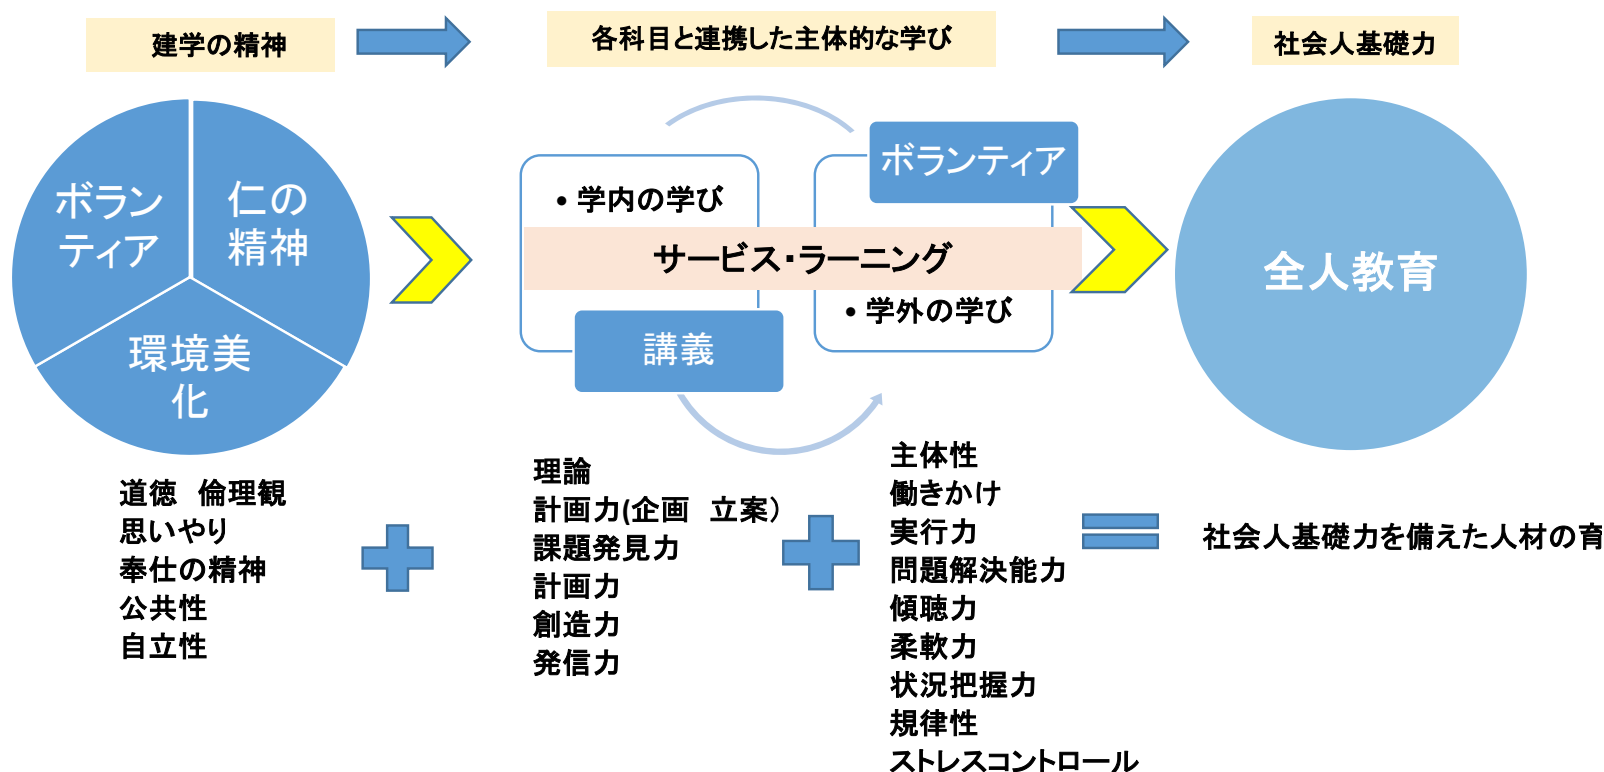 建学の精神
各科目と連携した主体的な学び
社会人基礎力
ボラン
ティア
仁の
精神
環境美
化
・学内の学び
ボランティア
サービス・ラーニング
・学外の学び
講義
全人教育
道徳　倫理観
思いやり
奉仕の精神
公共性
自立性
理論
計画力(企画　立案）
課題発見力
計画力
創造力
発信力
主体性
働きかけ
実行力
問題解決能力
傾聴力
柔軟力
状況把握力
規律性
ストレスコントロール
社会人基礎力を備えた人材の育